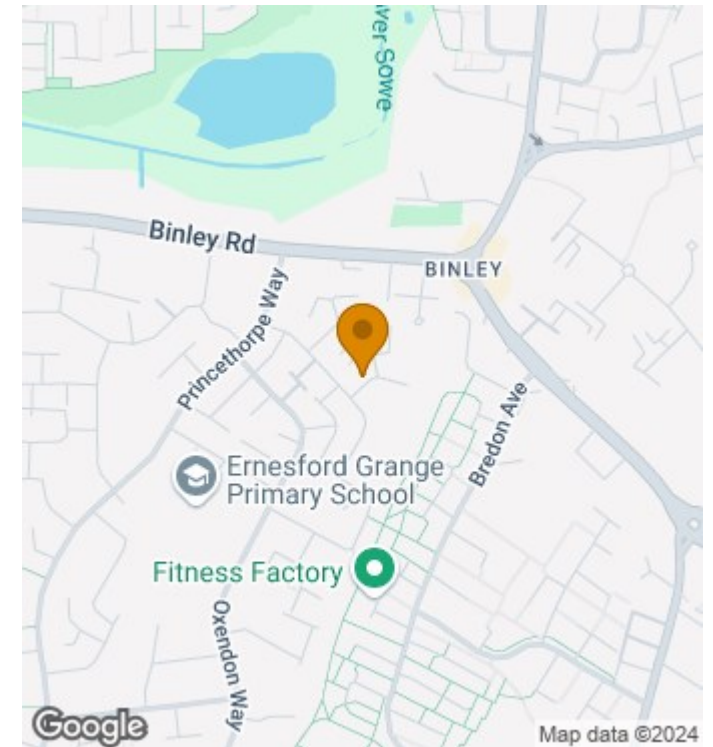 ver Sowe
Binley Rd
BINLEY
Princethorpe Way
Bredon Ave
Ernesford Grange
Primary School
Fitness Factory
Oxendon Way
Google
Map data ©2024